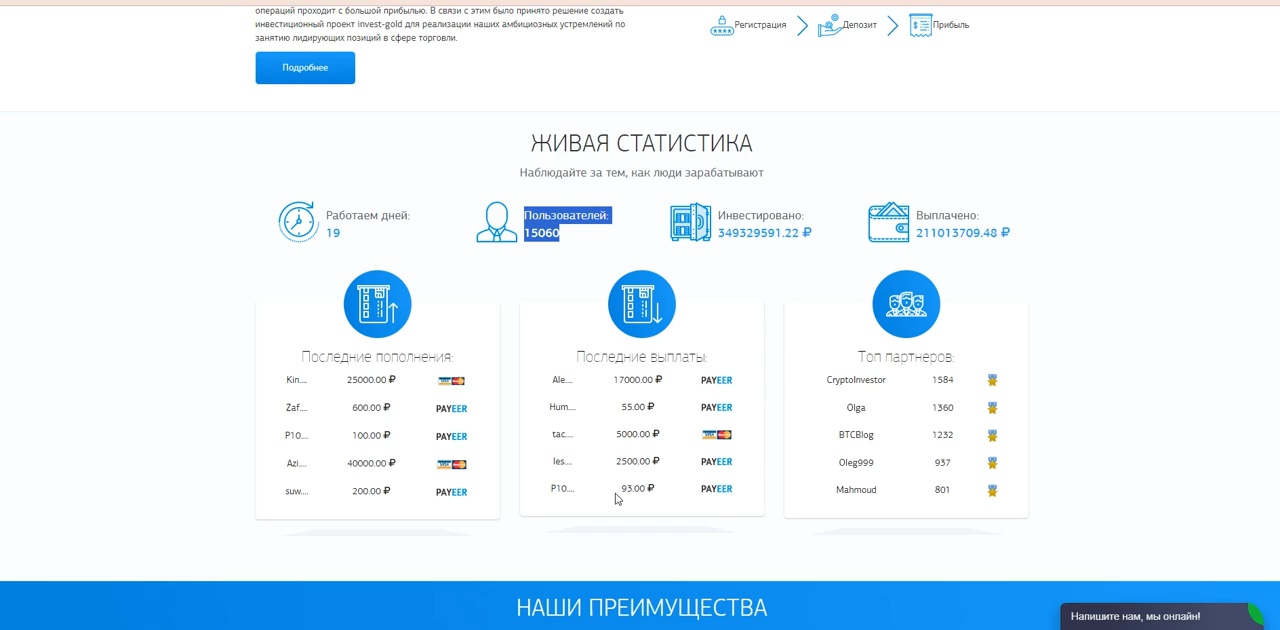 операций проходит с большой прибылью. В связи с этим было принято решение создать
инвестиционный проект invest-gold для реализации наших амбициозных устремлений по
занятию лидирующих позиций в сфере торговли.
Подробнее
Регистрация
Депозит
Прибыль
ЖИВАЯ СТАТИСТИКА
Наблюдайте за тем, как люди зарабатывают
Работаем дней:
19
Пользователей:
15060
Инвестировано:
349329591.22 ₽
Выплачено:
211013709.48 ₽
Последние пополнения:
Kin.... 25000.00 ₽ VISA
Zaf.... 600.00 ₽ PAYEER
P10.... 100.00 ₽ PAYEER
Azi.... 40000.00 ₽ VISA
suw.... 200.00 ₽ PAYEER
Последние выплаты:
Ale.... 17000.00 ₽ PAYEER
Hum.... 55.00 ₽ PAYEER
tac.... 5000.00 ₽ VISA
les.... 2500.00 ₽ PAYEER
P10.... 93.00 ₽ PAYEER
Топ партнеров:
CryptoInvestor 1584
Olga 1360
BTCBlog 1232
Oleg999 937
Mahmoud 801
НАШИ ПРЕИМУЩЕСТВА
Напишите нам, мы онлайн!